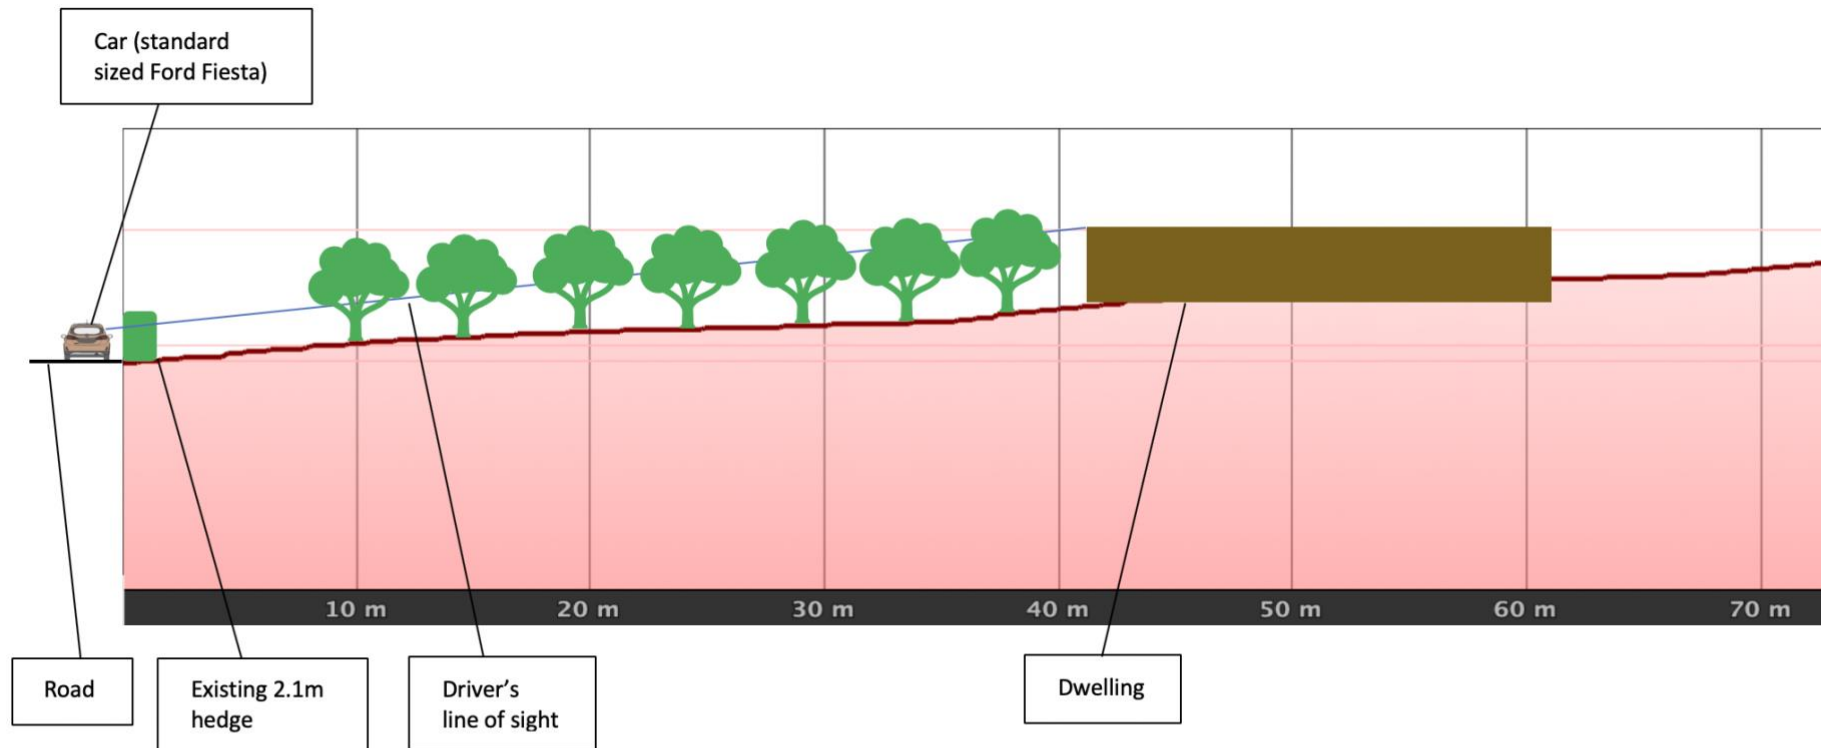 Car (standard
sized Ford Fiesta)
10 m
20 m
30 m
40 m
50 m
60 m
70 m
Road
Existing 2.1m
hedge
Driver’s
line of sight
Dwelling